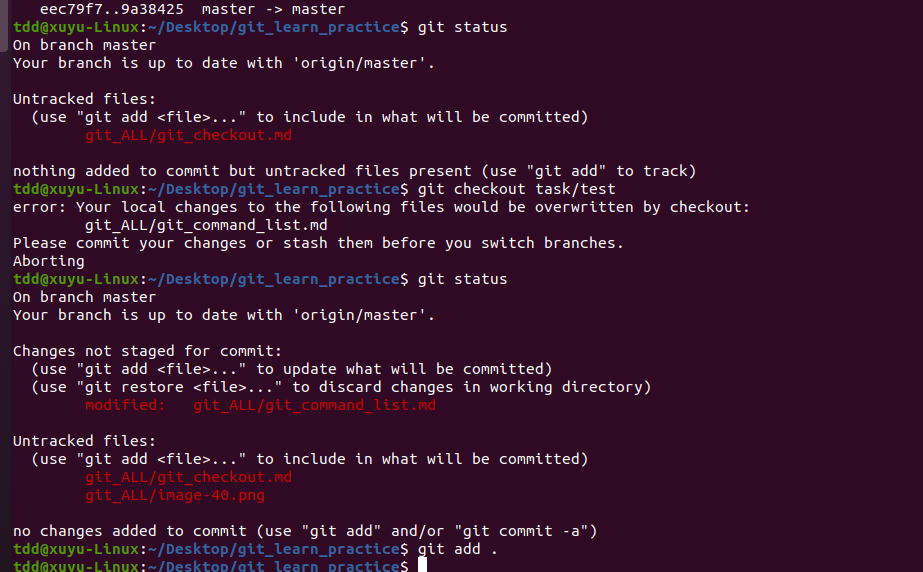 eec79f7..9a38425  master -> master
tdd@xuyu-Linux:~/Desktop/git_learn_practice$ git status
On branch master
Your branch is up to date with 'origin/master'.
Untracked files:
(use "git add <file>..." to include in what will be committed)
git_ALL/git_checkout.md
nothing added to commit but untracked files present (use "git add" to track)
tdd@xuyu-Linux:~/Desktop/git_learn_practice$ git checkout task/test
error: Your local changes to the following files would be overwritten by checkout:
git_ALL/git_command_list.md
Please commit your changes or stash them before you switch branches.
Aborting
tdd@xuyu-Linux:~/Desktop/git_learn_practice$ git status
On branch master
Your branch is up to date with 'origin/master'.
Changes not staged for commit:
(use "git add <file>..." to update what will be committed)
(use "git restore <file>..." to discard changes in working directory)
modified:   git_ALL/git_command_list.md
Untracked files:
(use "git add <file>..." to include in what will be committed)
git_ALL/git_checkout.md
git_ALL/image-40.png
no changes added to commit (use "git add" and/or "git commit -a")
tdd@xuyu-Linux:~/Desktop/git_learn_practice$ git add .
tdd@xuyu-Linux:~/Desktop/git_learn_practice$